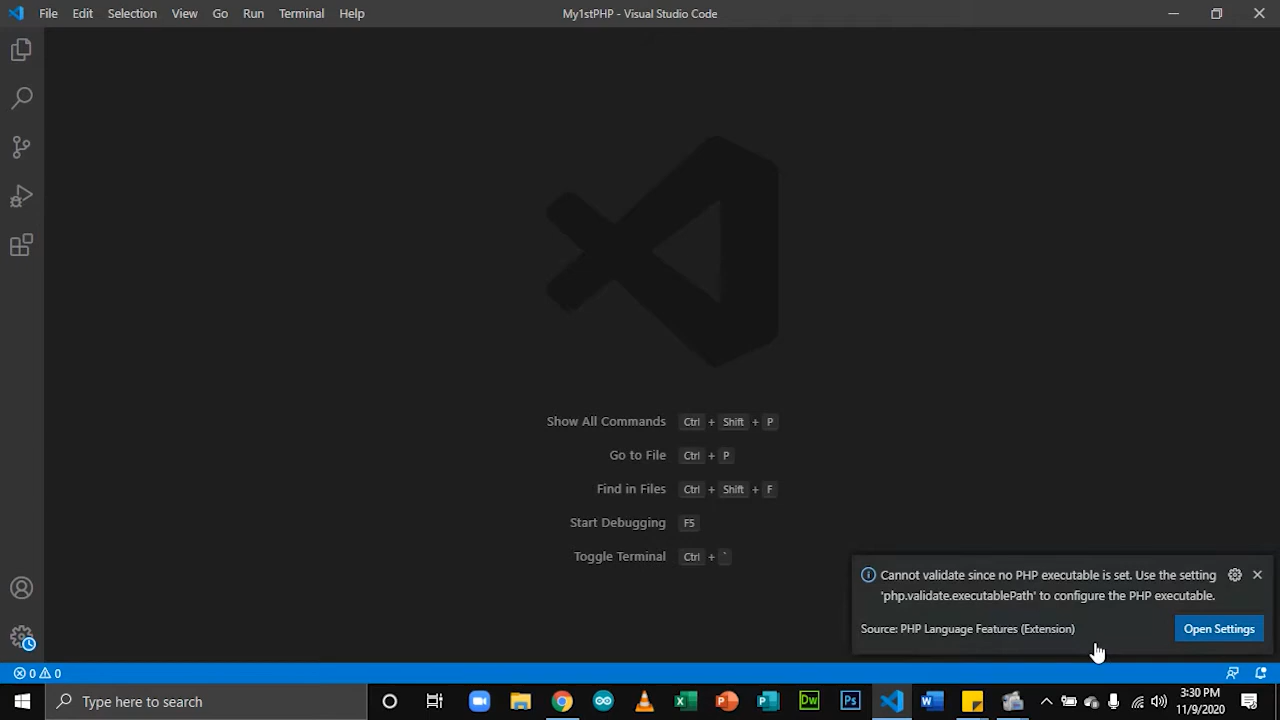 File Edit Selection View Go Run Terminal Help My1stPHP - Visual Studio Code
Show All Commands Ctrl + Shift + P
Go to File Ctrl + P
Find in Files Ctrl + Shift + F
Start Debugging F5
Toggle Terminal Ctrl + `
Cannot validate since no PHP executable is set. Use the setting
'php.validate.executablePath' to configure the PHP executable.
Source: PHP Language Features (Extension) Open Settings
0 0
Type here to search Dw Ps 3:30 PM
11/9/2020